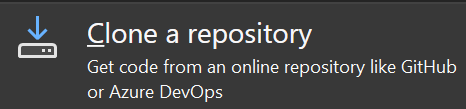 Clone a repository
Get code from an online repository like GitHub
or Azure DevOps